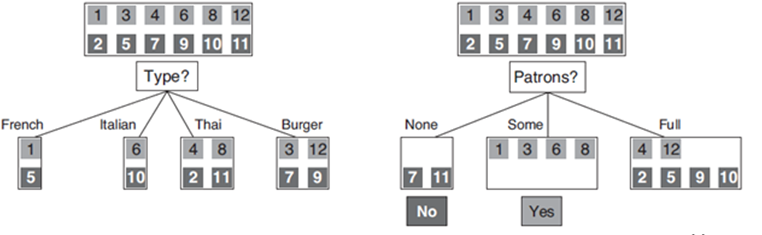 1 3 4 6 8 12
2 5 7 9 10 11
Type?
French Italian Thai Burger
1 6 4 8 3 12
5 10 2 11 7 9
1 3 4 6 8 12
2 5 7 9 10 11
Patrons?
None Some Full
1 3 6 8 4 12
7 11 2 5 9 10
No Yes